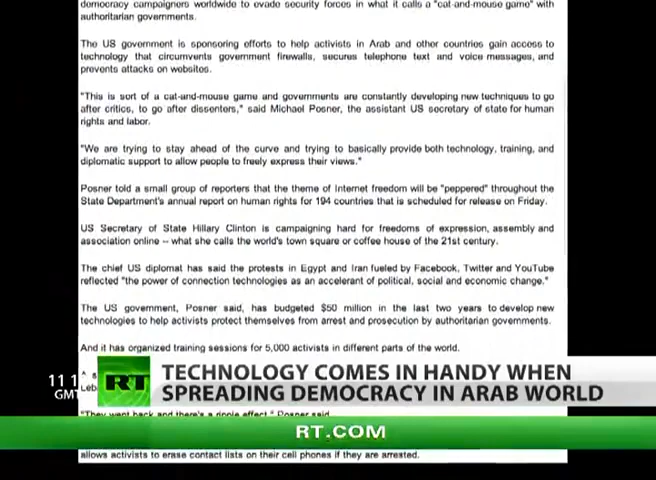 democracy campaigners worldwide to evade security forces in what it calls a "cat-and-mouse game" with
authoritarian governments.
The US government is sponsoring efforts to help activists in Arab and other countries gain access to
technology that circumvents government firewalls, secures telephone text and voice messages, and
prevents attacks on websites.
"This is sort of a cat-and-mouse game and governments are constantly developing new techniques to go
after critics, to go after dissenters," said Michael Posner, the assistant US secretary of state for human
rights and labor.
"We are trying to stay ahead of the curve and trying to basically provide both technology, training, and
diplomatic support to allow people to freely express their views."
Posner told a small group of reporters that the theme of Internet freedom will be "peppered" throughout the
State Department's annual report on human rights for 194 countries that is scheduled for release on Friday.
US Secretary of State Hillary Clinton is campaigning hard for freedoms of expression, assembly and
association online -- what she calls the world's town square or coffee house of the 21st century.
The chief US diplomat has said the protests in Egypt and Iran fueled by Facebook, Twitter and YouTube
reflected "the power of connection technologies as an accelerant of political, social and economic change."
The US government, Posner said, has budgeted $50 million in the last two years to develop new
technologies to help activists protect themselves from arrest and prosecution by authoritarian governments.
And it has organized training sessions for 5,000 activists in different parts of the world.
11 1
GMT
RT
TECHNOLOGY COMES IN HANDY WHEN
SPREADING DEMOCRACY IN ARAB WORLD
"They went back and there's a ripple effect," Posner said.
RT.COM
allows activists to erase contact lists on their cell phones if they are arrested.